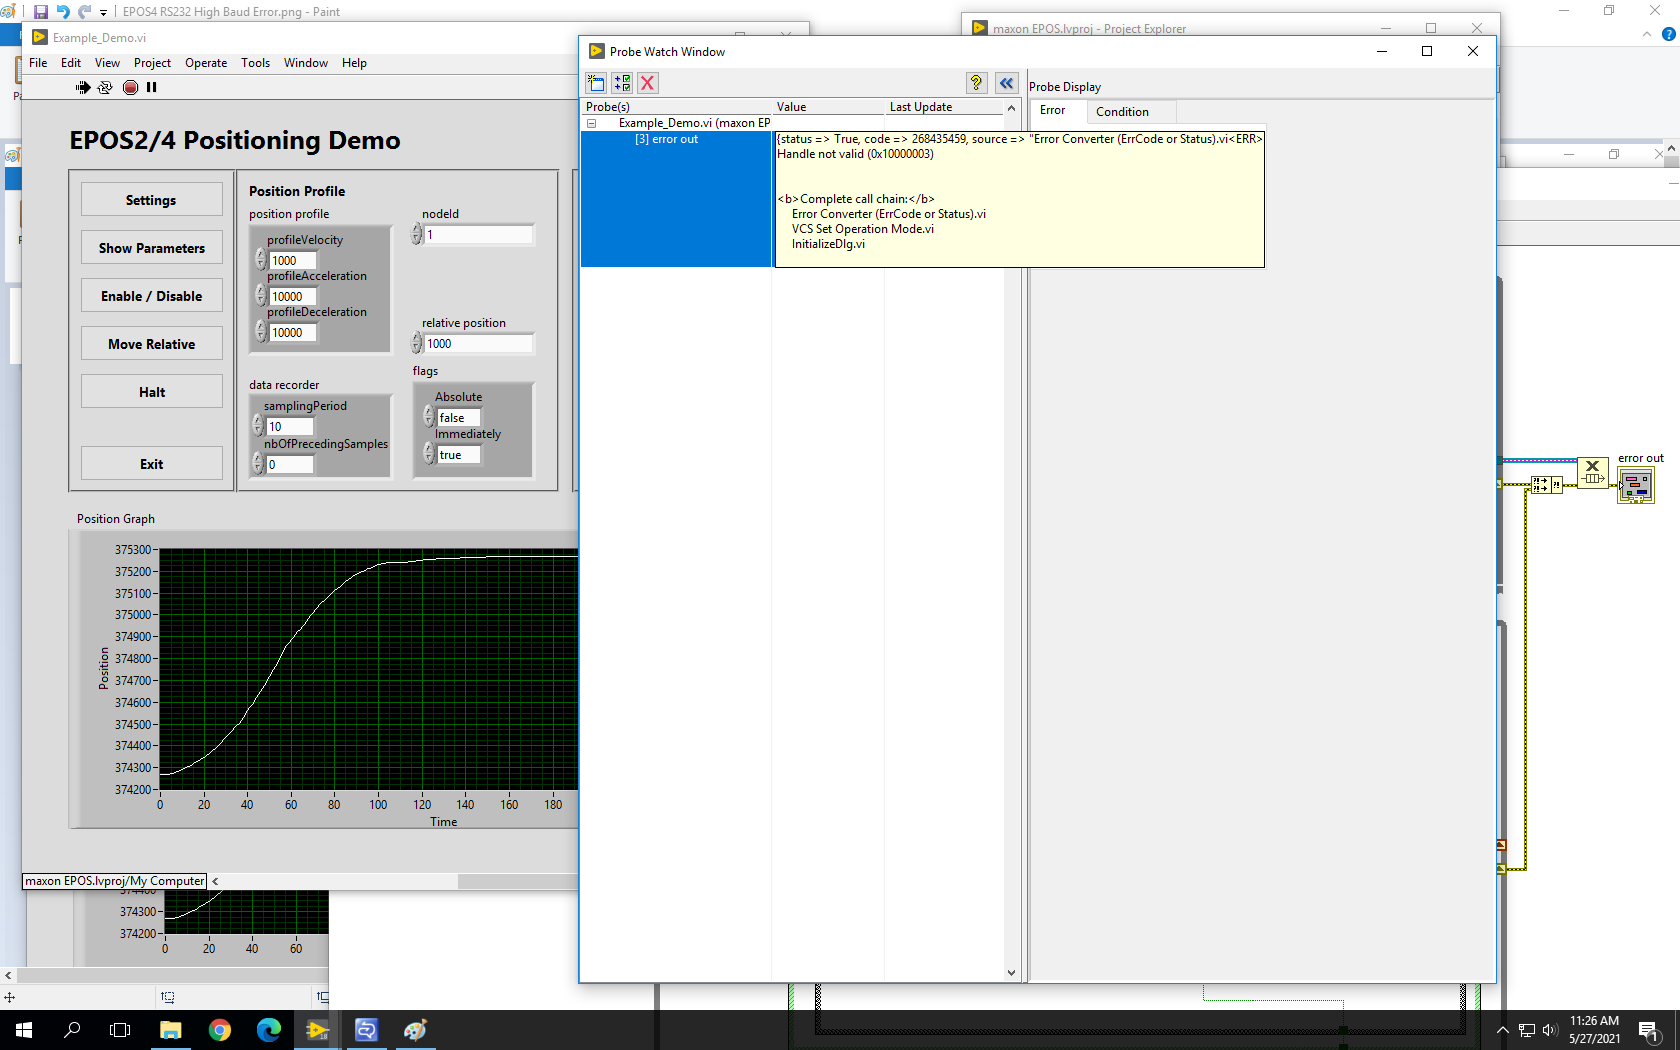 EPOS4 RS232 High Baud Error.png - Paint
Example_Demo.vi
File Edit View Project Operate Tools Window Help
EPOS2/4 Positioning Demo
Settings
Show Parameters
Enable / Disable
Move Relative
Halt
Exit
Position Profile
position profile
profileVelocity
1000
profileAcceleration
10000
profileDeceleration
10000
nodeId
1
relative position
1000
data recorder
samplingPeriod
10
nbOfPrecedingSamples
0
flags
Absolute
false
Immediately
true
Position Graph
375300
375200
375100
375000
374900
374800
374700
374600
374500
374400
374300
374200
Position
0 20 40 60 80 100 120 140 160 180
Time
maxon EPOS.lvproj/My Computer
374400
374300
374200
0 20 40 60
maxon EPOS.lvproj - Project Explorer
Probe Watch Window
Probe(s) Value Last Update
Example_Demo.vi (maxon EP
[3] error out
{status => True, code => 268435459, source => "Error Converter (ErrCode or Status).vi<ERR>
Handle not valid (0x10000003)
<b>Complete call chain:</b>
Error Converter (ErrCode or Status).vi
VCS Set Operation Mode.vi
InitializeDlg.vi
Probe Display
Error Condition
error out
11:26 AM
5/27/2021
1